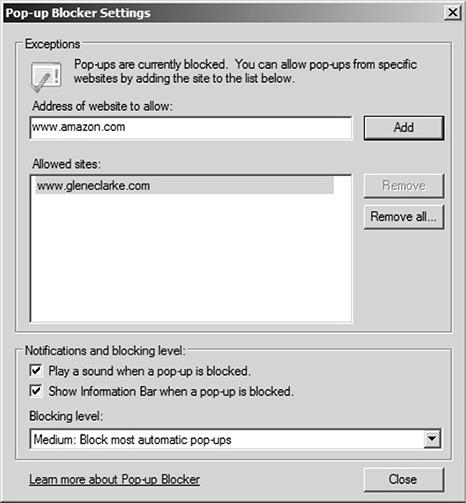 Pop-up Blocker Settings
Exceptions
Pop-ups are currently blocked. You can allow pop-ups from specific
websites by adding the site to the list below.
Address of website to allow:
www.amazon.com
Add
Allowed sites:
www.gleneclarke.com
Remove
Remove all...
Notifications and blocking level:
Play a sound when a pop-up is blocked.
Show Information Bar when a pop-up is blocked.
Blocking level:
Medium: Block most automatic pop-ups
Learn more about Pop-up Blocker
Close